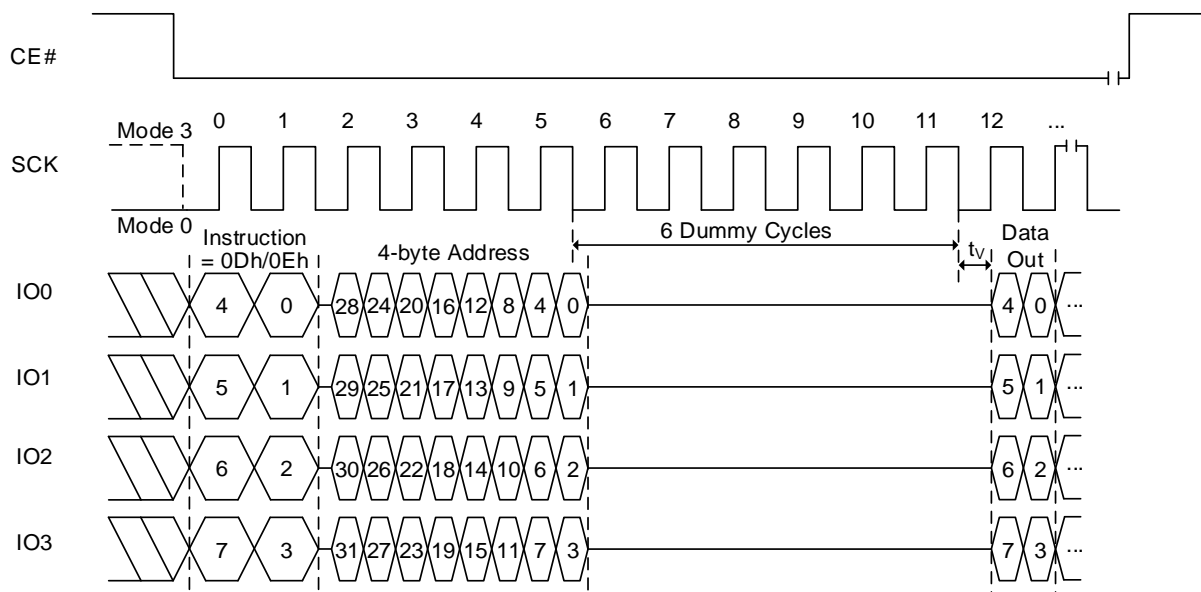 CE#
0 1 2 3 4 5 6 7 8 9 10 11 12 ...
Mode 3
SCK
Mode 0
Instruction
= 0Dh/0Eh
4-byte Address
6 Dummy Cycles
tV
Data
Out
IO0 4 0 28 24 20 16 12 8 4 0 4 0 ...
IO1 5 1 29 25 21 17 13 9 5 1 5 1 ...
IO2 6 2 30 26 22 18 14 10 6 2 6 2 ...
IO3 7 3 31 27 23 19 15 11 7 3 7 3 ...